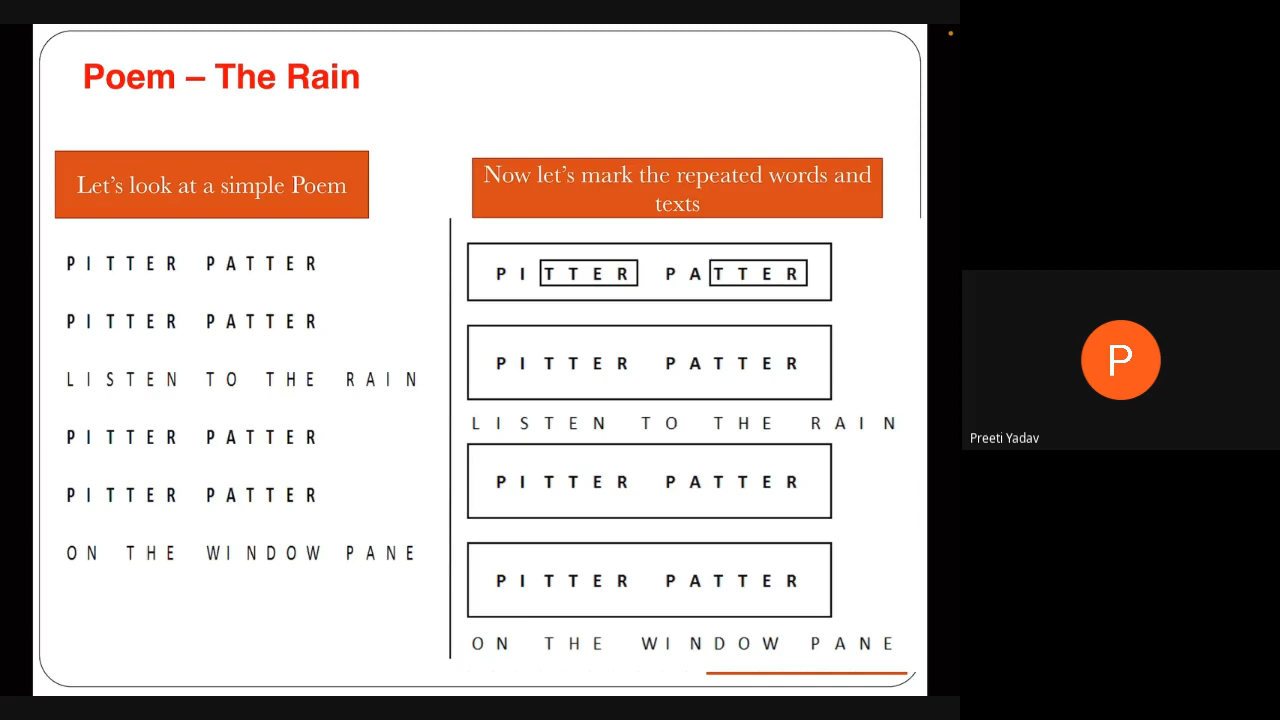 Poem – The Rain
Let's look at a simple Poem
PITTER PATTER
PITTER PATTER
LISTEN TO THE RAIN
PITTER PATTER
PITTER PATTER
ON THE WINDOW PANE
Now let's mark the repeated words and
texts
PITTER PATTER
PITTER PATTER
LISTEN TO THE RAIN
PITTER PATTER
PITTER PATTER
ON THE WINDOW PANE
P
Preeti Yadav